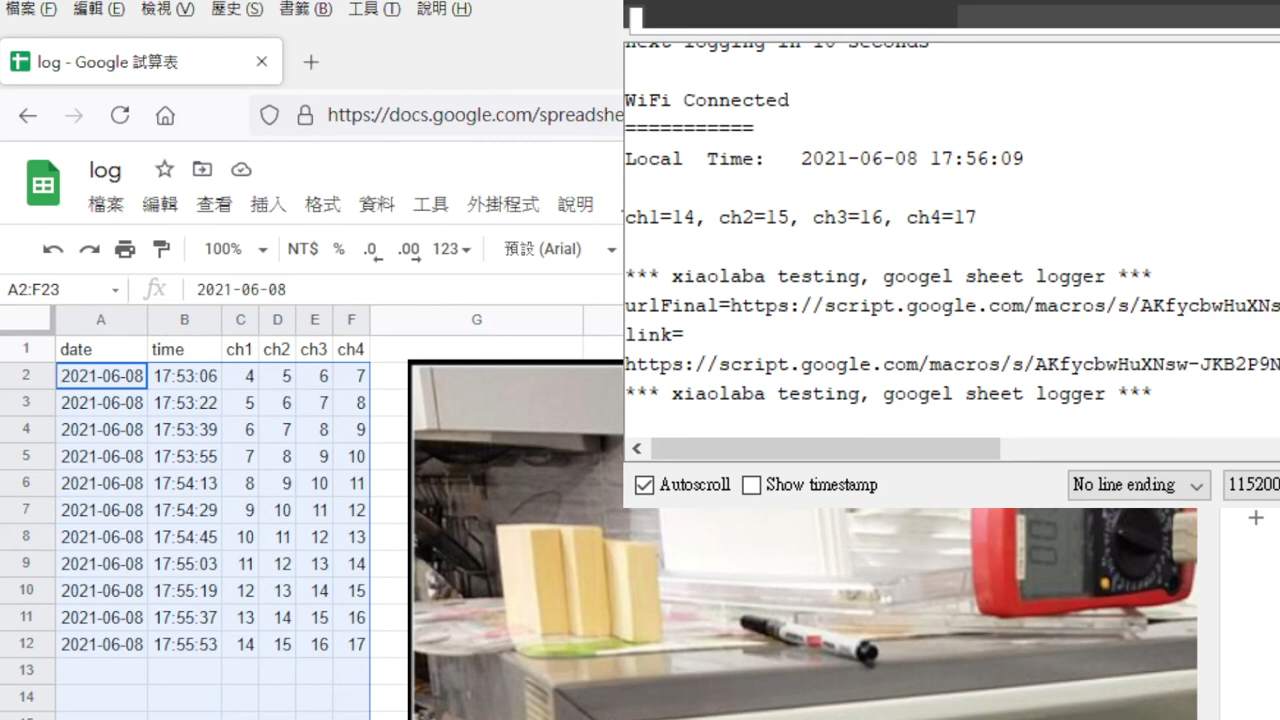 檔案 (F) 編輯 (E) 檢視 (V) 歷史 (S) 書籤 (B) 工具 (T) 說明 (H)
log - Google 試算表
https://docs.google.com/spreadshe
log
檔案 編輯 查看 插入 格式 資料 工具 外掛程式 說明
100% NT$ % .0 .00 123 預設 (Arial)
A2:F23 fx 2021-06-08
A B C D E F G
1 date time ch1 ch2 ch3 ch4
2 2021-06-08 17:53:06 4 5 6 7
3 2021-06-08 17:53:22 5 6 7 8
4 2021-06-08 17:53:39 6 7 8 9
5 2021-06-08 17:53:55 7 8 9 10
6 2021-06-08 17:54:13 8 9 10 11
7 2021-06-08 17:54:29 9 10 11 12
8 2021-06-08 17:54:45 10 11 12 13
9 2021-06-08 17:55:03 11 12 13 14
10 2021-06-08 17:55:19 12 13 14 15
11 2021-06-08 17:55:37 13 14 15 16
12 2021-06-08 17:55:53 14 15 16 17
13
14
next logging in 10 seconds
WiFi Connected
===========
Local Time: 2021-06-08 17:56:09
ch1=14, ch2=15, ch3=16, ch4=17
*** xiaolaba testing, googel sheet logger ***
urlFinal=https://script.google.com/macros/s/AKfycbwHuXNs
link=
https://script.google.com/macros/s/AKfycbwHuXNsw-JKB2P9N
*** xiaolaba testing, googel sheet logger ***
Autoscroll Show timestamp No line ending 115200